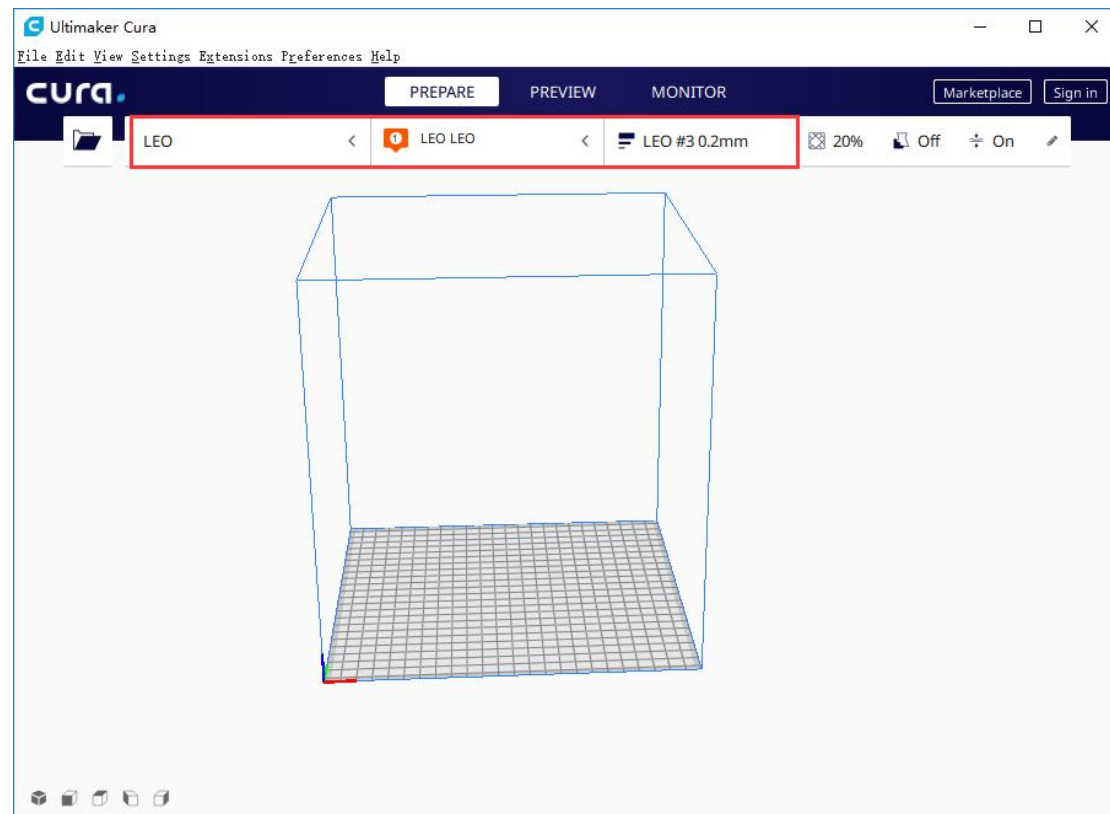 Ultimaker Cura
File Edit View Settings Extensions Preferences Help
cura.
PREPARE PREVIEW MONITOR Marketplace Sign in
LEO 1 LEO LEO LEO #3 0.2mm 20% Off On